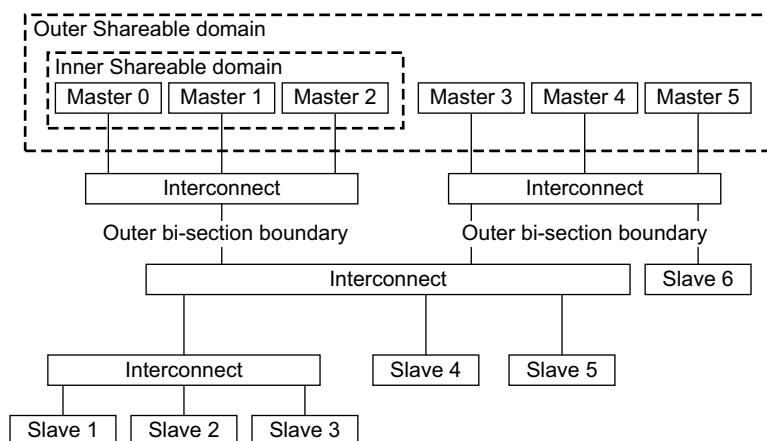 Outer Shareable domain
Inner Shareable domain
Master 0 Master 1 Master 2 Master 3 Master 4 Master 5
Interconnect Interconnect
Outer bi-section boundary Outer bi-section boundary
Interconnect Slave 6
Interconnect Slave 4 Slave 5
Slave 1 Slave 2 Slave 3